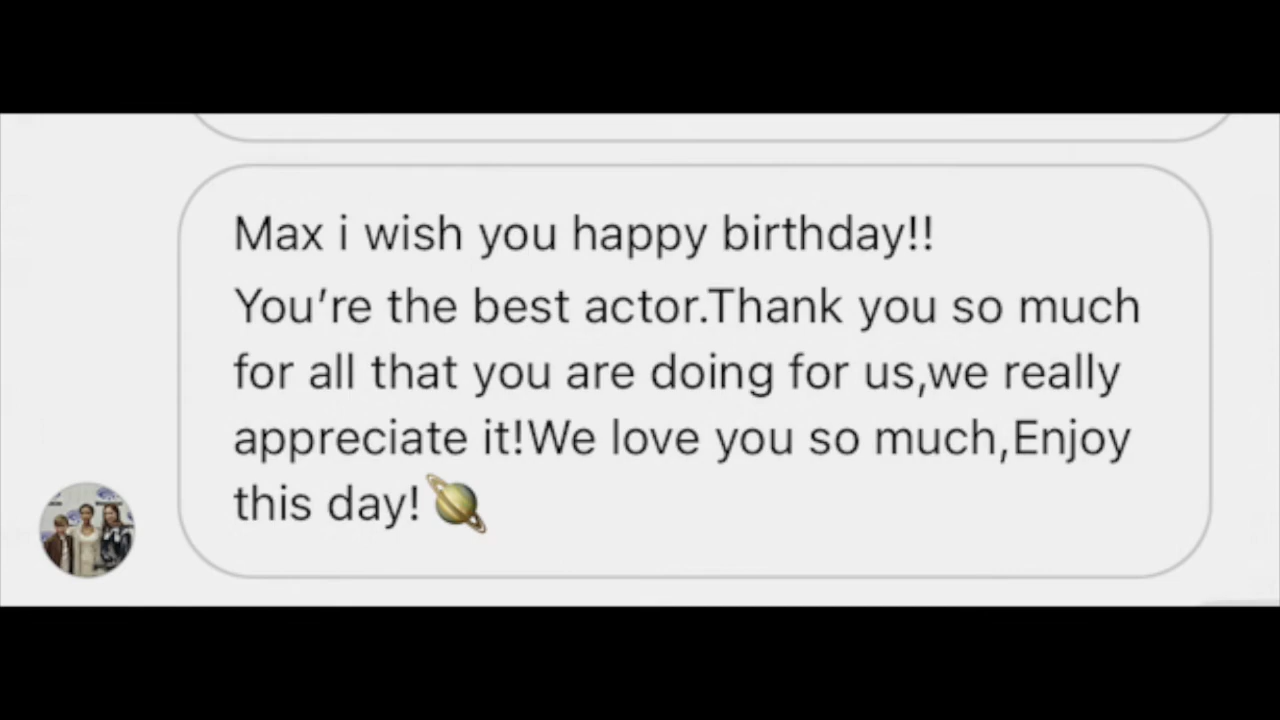 Max i wish you happy birthday!!
You’re the best actor.Thank you so much
for all that you are doing for us,we really
appreciate it!We love you so much,Enjoy
this day!🪐